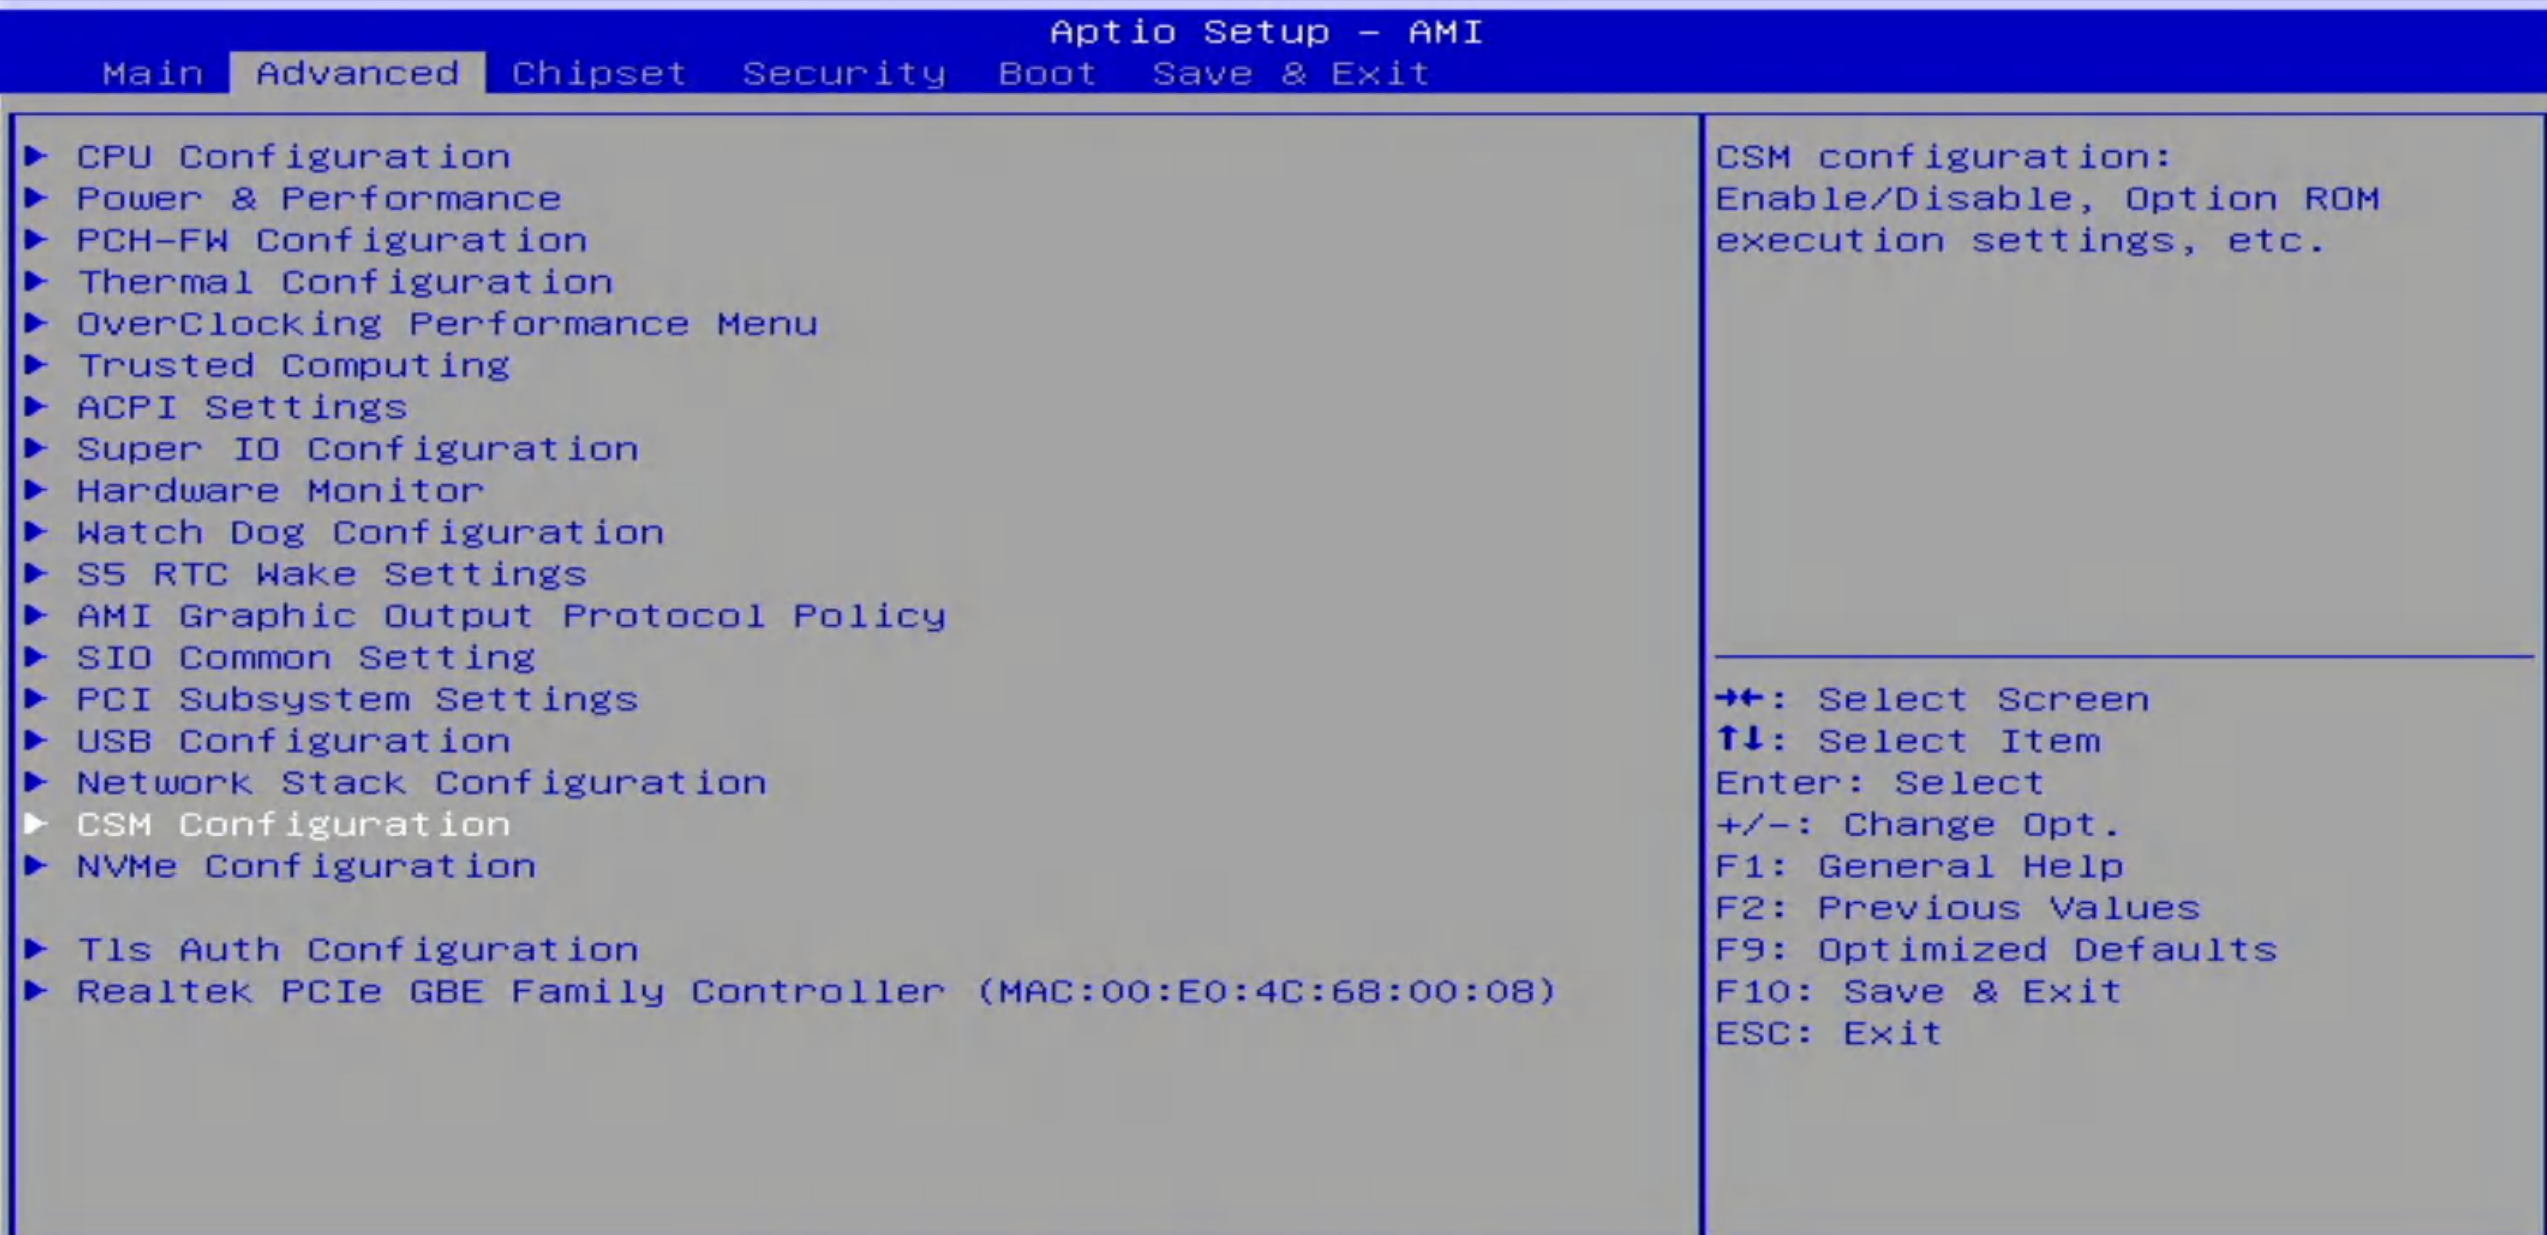 Aptio Setup – AMI
Main Advanced Chipset Security Boot Save & Exit
▶ CPU Configuration
▶ Power & Performance
▶ PCH-FW Configuration
▶ Thermal Configuration
▶ OverClocking Performance Menu
▶ Trusted Computing
▶ ACPI Settings
▶ Super IO Configuration
▶ Hardware Monitor
▶ Watch Dog Configuration
▶ S5 RTC Wake Settings
▶ AMI Graphic Output Protocol Policy
▶ SIO Common Setting
▶ PCI Subsystem Settings
▶ USB Configuration
▶ Network Stack Configuration
▶ CSM Configuration
▶ NVMe Configuration
▶ Tls Auth Configuration
▶ Realtek PCIe GBE Family Controller (MAC:00:E0:4C:68:00:08)
CSM configuration:
Enable/Disable, Option ROM
execution settings, etc.
→←: Select Screen
↑↓: Select Item
Enter: Select
+/-: Change Opt.
F1: General Help
F2: Previous Values
F9: Optimized Defaults
F10: Save & Exit
ESC: Exit